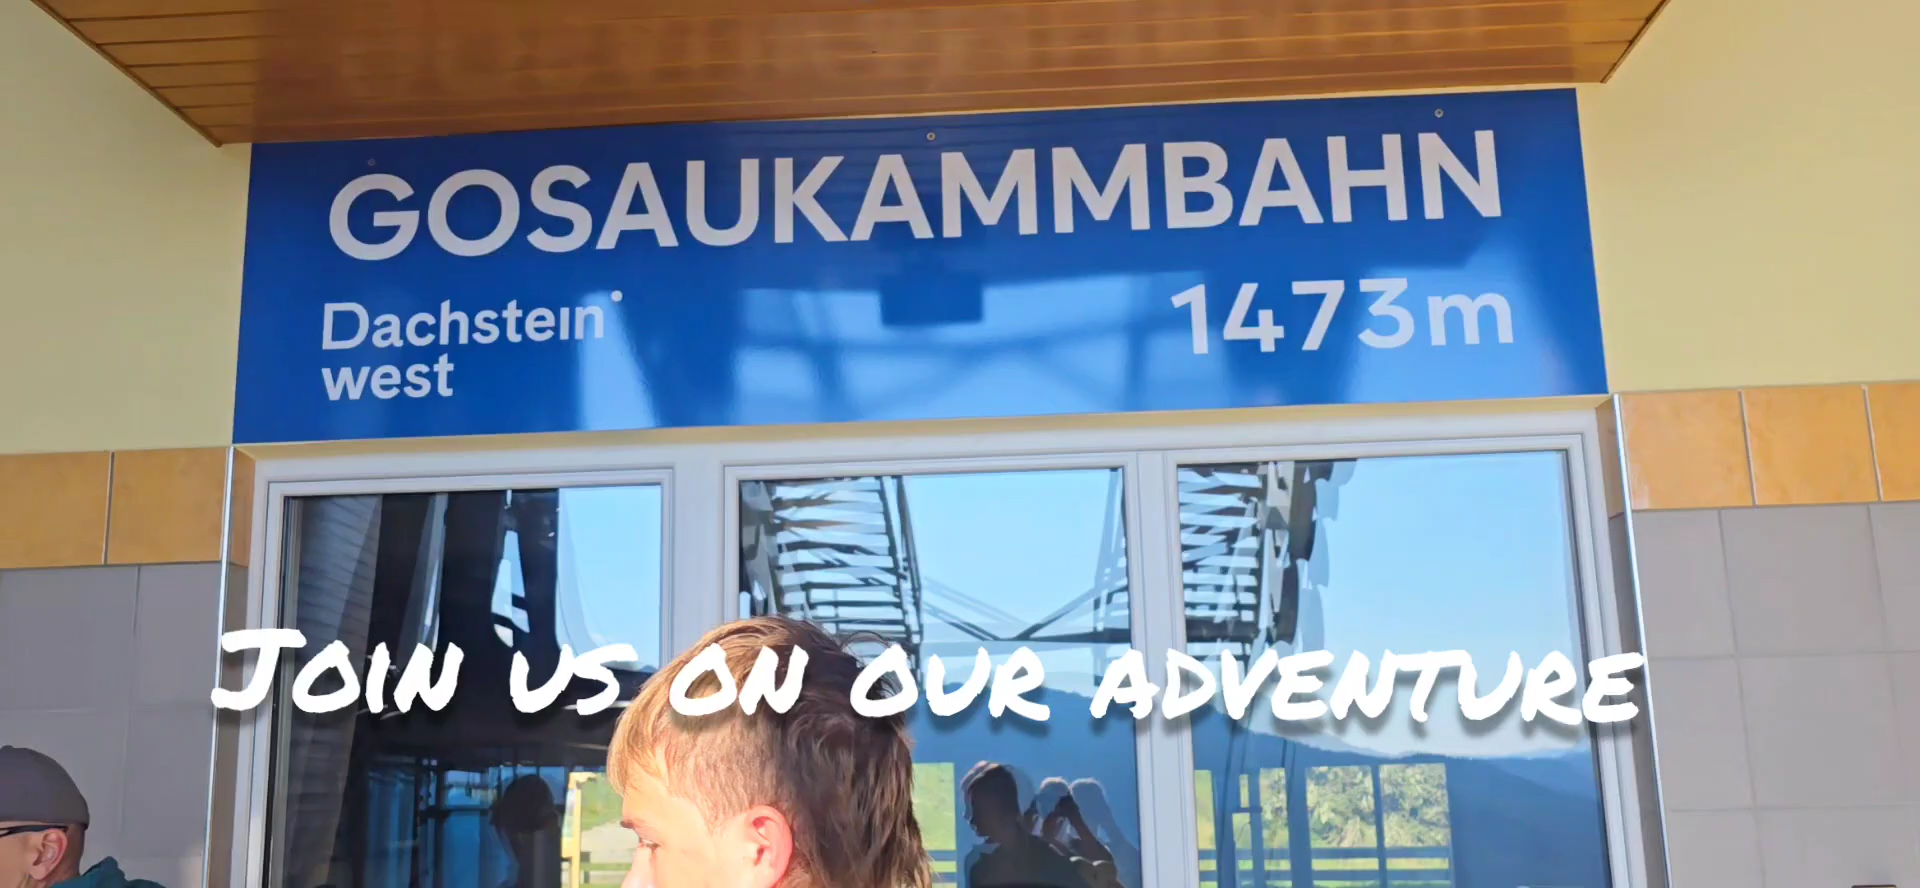 GOSAUKAMMBAHN
Dachstein
west
1473m
Join us on our adventure